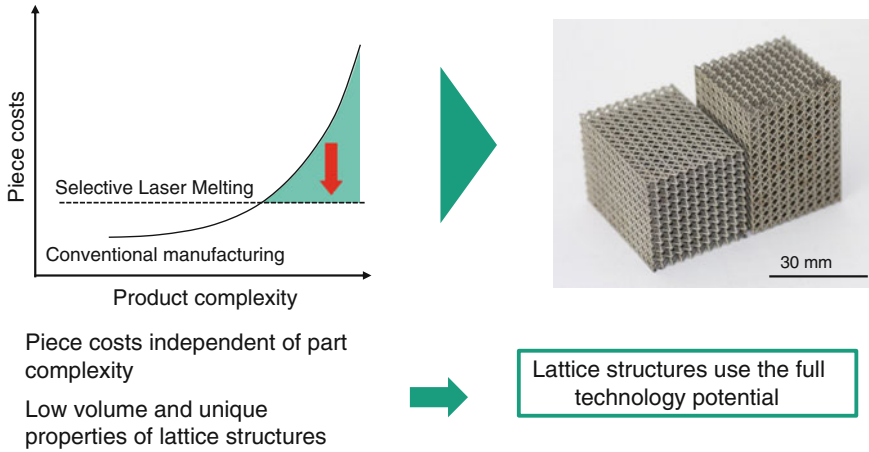 Piece costs
Selective Laser Melting
Conventional manufacturing
Product complexity
30 mm
Piece costs independent of part
complexity
Low volume and unique
properties of lattice structures
Lattice structures use the full
technology potential